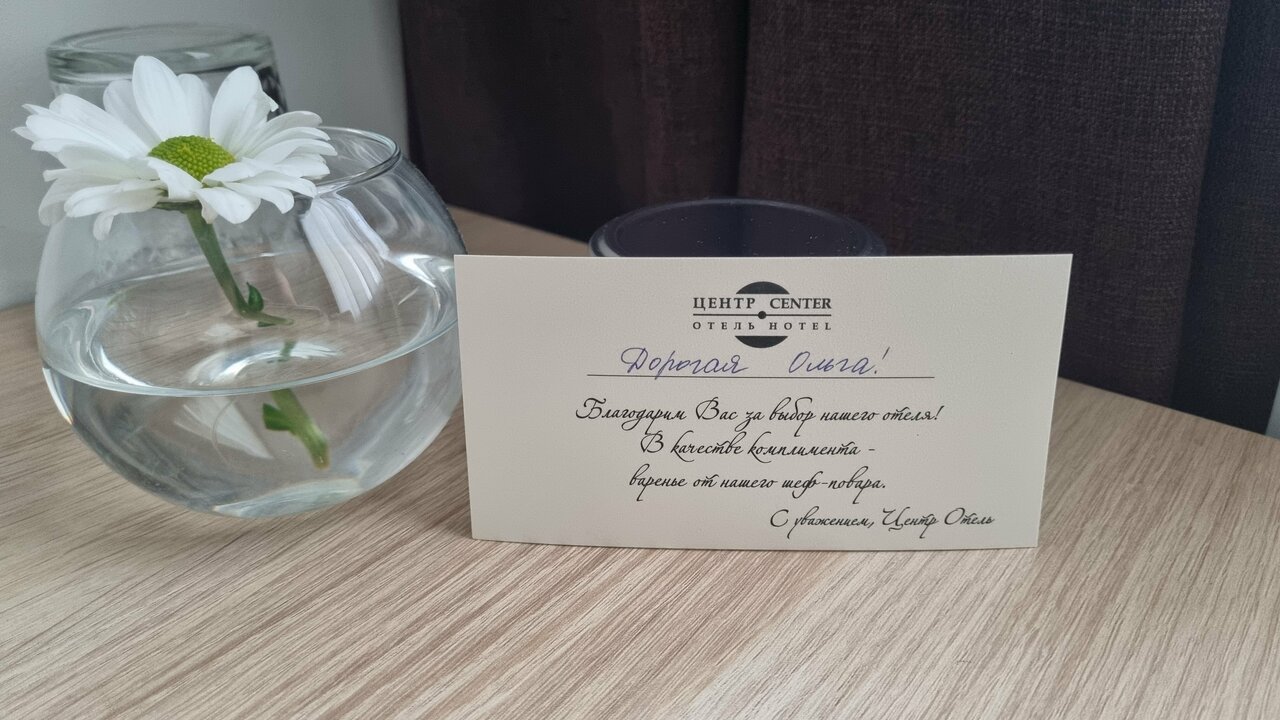 ЦЕНТР CENTER
ОТЕЛЬ HOTEL
Дорогая Ольга!
Благодарим Вас за выбор нашего отеля!
В качестве комплимента -
варенье от нашего шеф-повара.
С уважением, Центр Отель